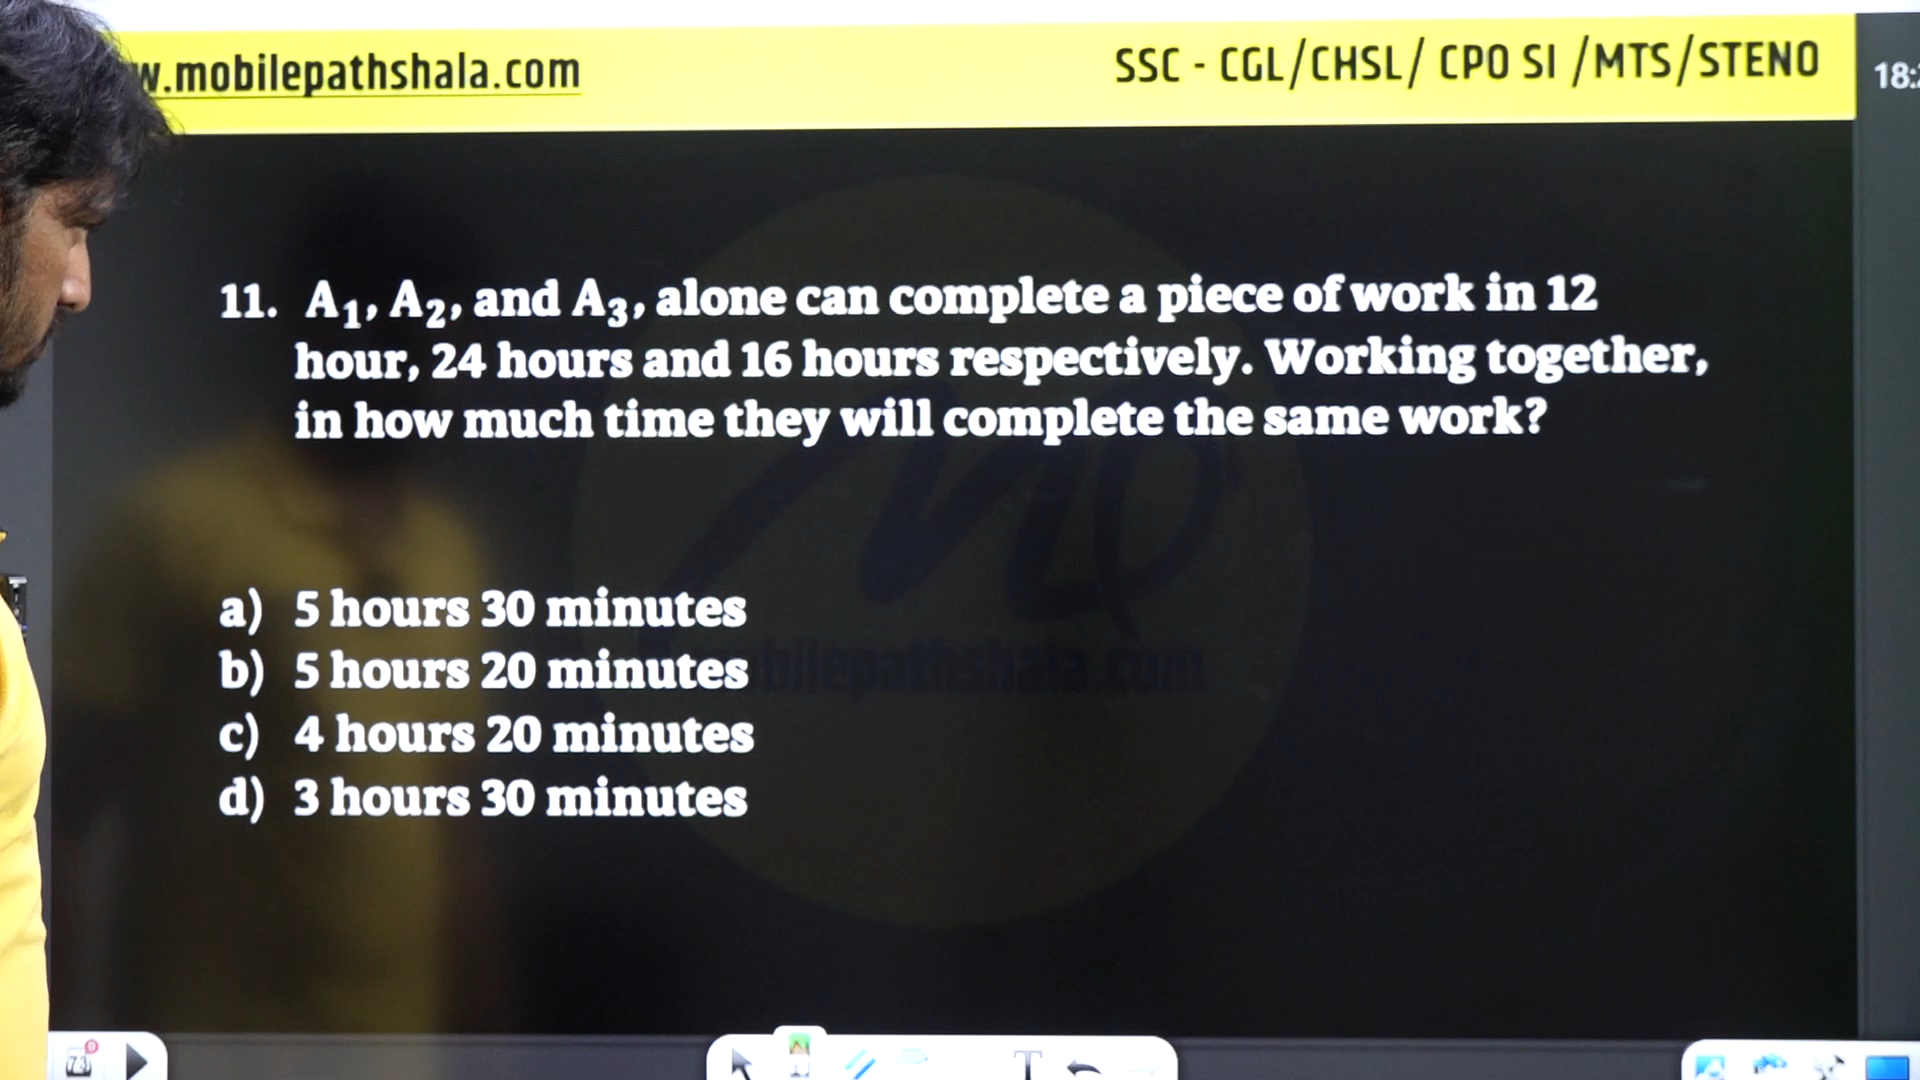 .mobilepathshala.com
SSC - CGL/CHSL/ CPO SI /MTS/STENO
11. A₁, A₂, and A₃, alone can complete a piece of work in 12
hour, 24 hours and 16 hours respectively. Working together,
in how much time they will complete the same work?
a) 5 hours 30 minutes
b) 5 hours 20 minutes
c) 4 hours 20 minutes
d) 3 hours 30 minutes